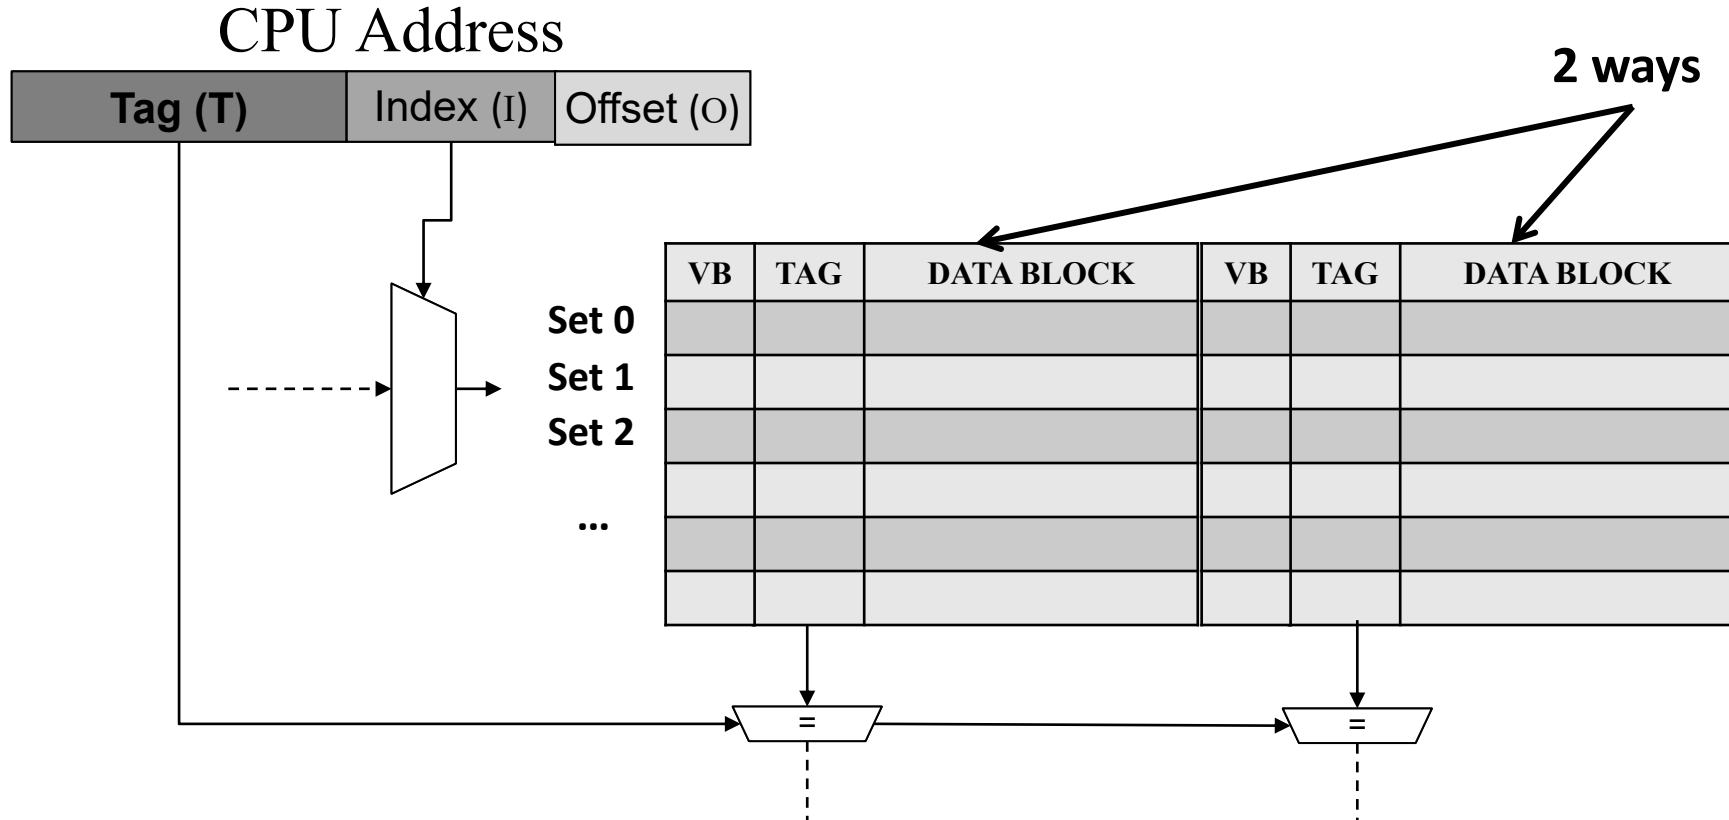 CPU Address
2 ways
Tag (T) Index (I) Offset (O)
VB TAG DATA BLOCK VB TAG DATA BLOCK
Set 0
Set 1
Set 2
...
= =